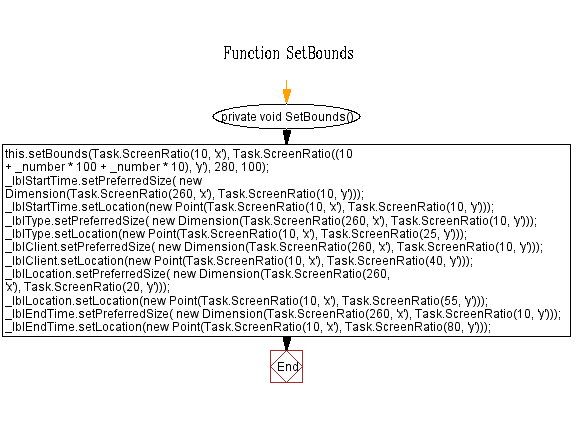 Function SetBounds
private void SetBounds()
this.setBounds(Task.ScreenRatio(10, 'x'), Task.ScreenRatio((10
+ _number * 100 + _number * 10), 'y'), 280, 100);
_lblStartTime.setPreferredSize( new
Dimension(Task.ScreenRatio(260, 'x'), Task.ScreenRatio(10, 'y')));
_lblStartTime.setLocation(new Point(Task.ScreenRatio(10, 'x'), Task.ScreenRatio(10, 'y')));
_lblType.setPreferredSize( new Dimension(Task.ScreenRatio(260, 'x'), Task.ScreenRatio(10, 'y')));
_lblType.setLocation(new Point(Task.ScreenRatio(10, 'x'), Task.ScreenRatio(25, 'y')));
_lblClient.setPreferredSize( new Dimension(Task.ScreenRatio(260, 'x'), Task.ScreenRatio(10, 'y')));
_lblClient.setLocation(new Point(Task.ScreenRatio(10, 'x'), Task.ScreenRatio(40, 'y')));
_lblLocation.setPreferredSize( new Dimension(Task.ScreenRatio(260,
'x'), Task.ScreenRatio(20, 'y')));
_lblLocation.setLocation(new Point(Task.ScreenRatio(10, 'x'), Task.ScreenRatio(55, 'y')));
_lblEndTime.setPreferredSize( new Dimension(Task.ScreenRatio(260, 'x'), Task.ScreenRatio(10, 'y')));
_lblEndTime.setLocation(new Point(Task.ScreenRatio(10, 'x'), Task.ScreenRatio(80, 'y')));
End